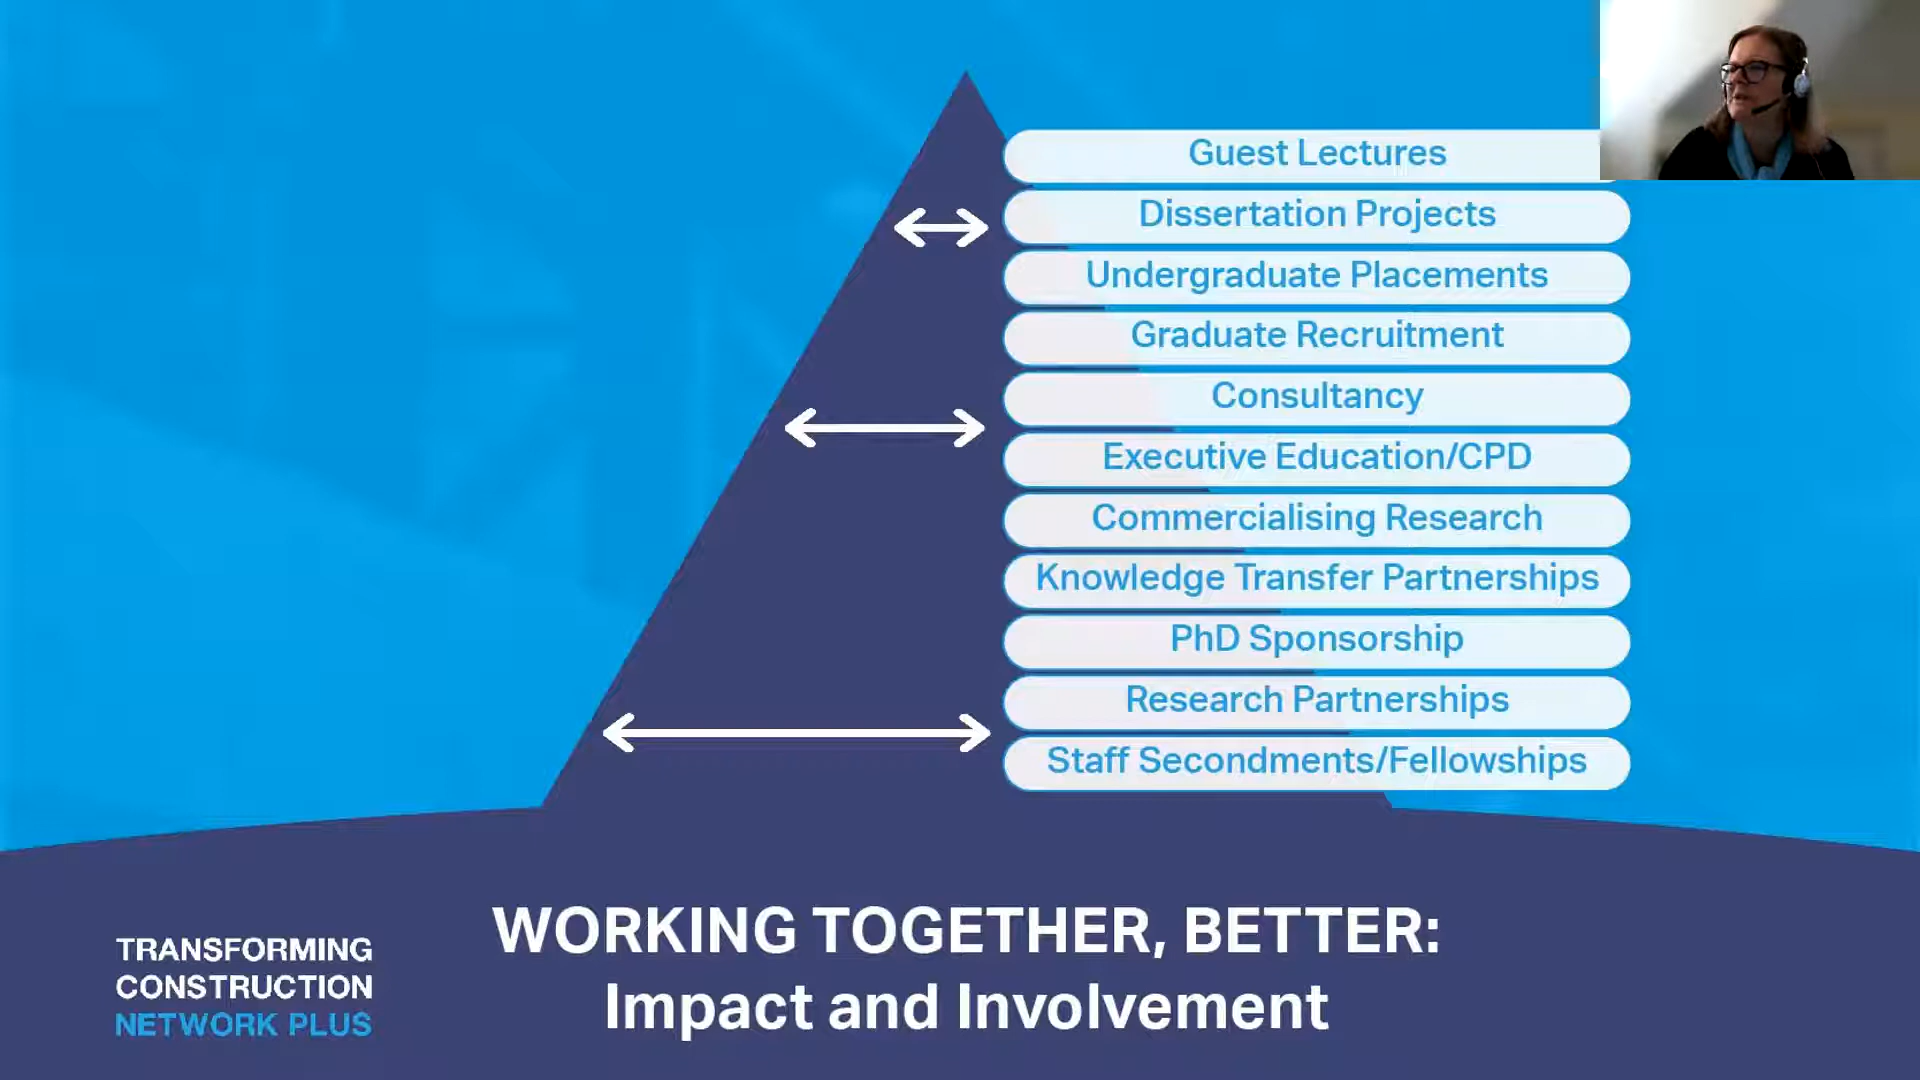 Guest Lectures
Dissertation Projects
Undergraduate Placements
Graduate Recruitment
Consultancy
Executive Education/CPD
Commercialising Research
Knowledge Transfer Partnerships
PhD Sponsorship
Research Partnerships
Staff Secondments/Fellowships
WORKING TOGETHER, BETTER:
Impact and Involvement
TRANSFORMING
CONSTRUCTION
NETWORK PLUS